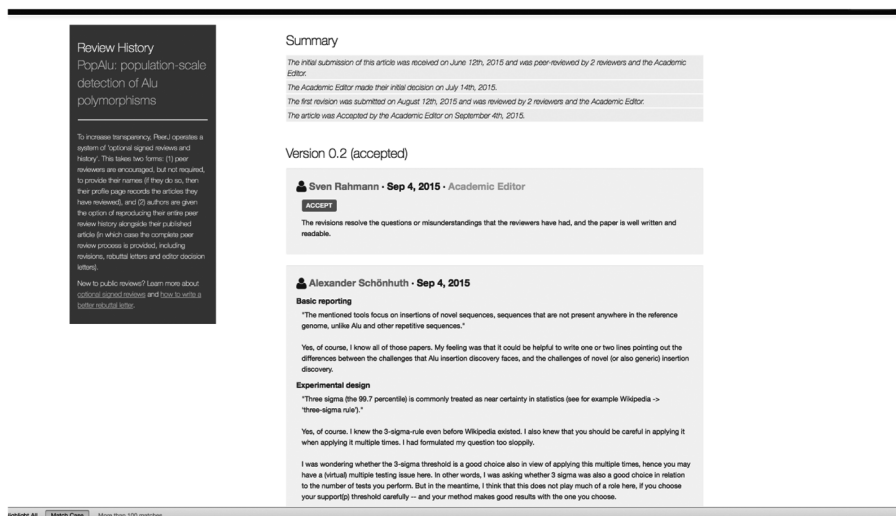 Review History
PopAlu: population-scale
detection of Alu
polymorphisms
To increase transparency, PeerJ operates a
system of 'optional signed reviews and
history'. This takes two forms: (1) peer
reviewers are encouraged, but not required,
to provide their names (if they do so, then
their profile page records the articles they
have reviewed), and (2) authors are given
the option of reproducing their entire peer
review history alongside their published
article (in which case the complete peer
review process is provided, including
revisions, rebuttal letters and editor decision
letters).
New to public reviews? Learn more about
optional signed reviews and how to write a
better rebuttal letter.
Summary
The initial submission of this article was received on June 12th, 2015 and was peer-reviewed by 2 reviewers and the Academic
Editor.
The Academic Editor made their initial decision on July 14th, 2015.
The first revision was submitted on August 12th, 2015 and was reviewed by 2 reviewers and the Academic Editor.
The article was Accepted by the Academic Editor on September 4th, 2015.
Version 0.2 (accepted)
Sven Rahmann · Sep 4, 2015 · Academic Editor
ACCEPT
The revisions resolve the questions or misunderstandings that the reviewers have had, and the paper is well written and
readable.
Alexander Schönhuth · Sep 4, 2015
Basic reporting
"The mentioned tools focus on insertions of novel sequences, sequences that are not present anywhere in the reference
genome, unlike Alu and other repetitive sequences."
Yes, of course, I know all of those papers. My feeling was that it could be helpful to write one or two lines pointing out the
differences between the challenges that Alu insertion discovery faces, and the challenges of novel (or also generic) insertion
discovery.
Experimental design
"Three sigma (the 99.7 percentile) is commonly treated as near certainty in statistics (see for example Wikipedia ->
'three-sigma rule')."
Yes, of course. I knew the 3-sigma-rule even before Wikipedia existed. I also knew that you should be careful in applying it
when applying it multiple times. I had formulated my question too sloppily.
I was wondering whether the 3-sigma threshold is a good choice also in view of applying this multiple times, hence you may
have a (virtual) multiple testing issue here. In other words, I was asking whether 3 sigma was also a good choice in relation
to the number of tests you perform. But in the meantime, I think that this does not play much of a role here, if you choose
your support(p) threshold carefully -- and your method makes good results with the one you choose.
Highlight All Match Case More than 100 matches